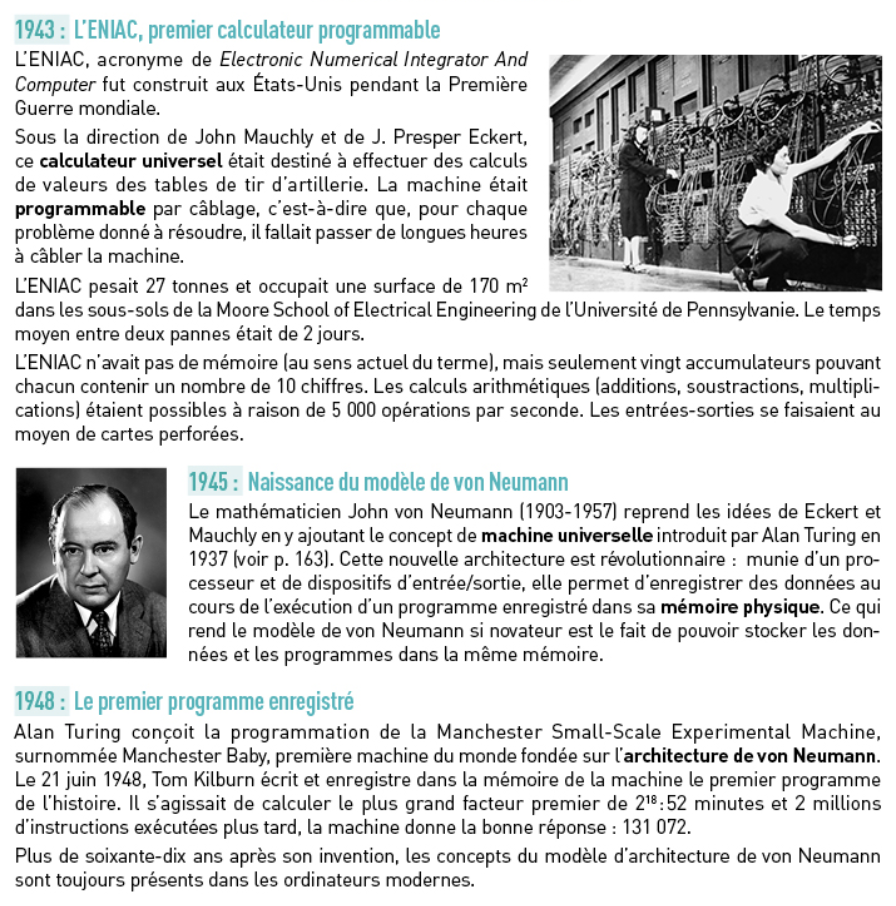 1943 : L'ENIAC, premier calculateur programmable
L'ENIAC, acronyme de Electronic Numerical Integrator And
Computer fut construit aux États-Unis pendant la Première
Guerre mondiale.
Sous la direction de John Mauchly et de J. Presper Eckert,
ce calculateur universel était destiné à effectuer des calculs
de valeurs des tables de tir d'artillerie. La machine était
programmable par câblage, c'est-à-dire que, pour chaque
problème donné à résoudre, il fallait passer de longues heures
à câbler la machine.
L'ENIAC pesait 27 tonnes et occupait une surface de 170 m²
dans les sous-sols de la Moore School of Electrical Engineering de l'Université de Pennsylvanie. Le temps
moyen entre deux pannes était de 2 jours.
L'ENIAC n'avait pas de mémoire (au sens actuel du terme), mais seulement vingt accumulateurs pouvant
chacun contenir un nombre de 10 chiffres. Les calculs arithmétiques (additions, soustractions, multipli-
cations) étaient possibles à raison de 5 000 opérations par seconde. Les entrées-sorties se faisaient au
moyen de cartes perforées.
1945 : Naissance du modèle de von Neumann
Le mathématicien John von Neumann (1903-1957) reprend les idées de Eckert et
Mauchly en y ajoutant le concept de machine universelle introduit par Alan Turing en
1937 (voir p. 163). Cette nouvelle architecture est révolutionnaire : munie d'un pro-
cesseur et de dispositifs d'entrée/sortie, elle permet d'enregistrer des données au
cours de l'exécution d'un programme enregistré dans sa mémoire physique. Ce qui
rend le modèle de von Neumann si novateur est le fait de pouvoir stocker les don-
nées et les programmes dans la même mémoire.
1948 : Le premier programme enregistré
Alan Turing conçoit la programmation de la Manchester Small-Scale Experimental Machine,
surnommée Manchester Baby, première machine du monde fondée sur l'architecture de von Neumann.
Le 21 juin 1948, Tom Kilburn écrit et enregistre dans la mémoire de la machine le premier programme
de l'histoire. Il s'agissait de calculer le plus grand facteur premier de 2¹⁸ : 52 minutes et 2 millions
d'instructions exécutées plus tard, la machine donne la bonne réponse : 131 072.
Plus de soixante-dix ans après son invention, les concepts du modèle d'architecture de von Neumann
sont toujours présents dans les ordinateurs modernes.